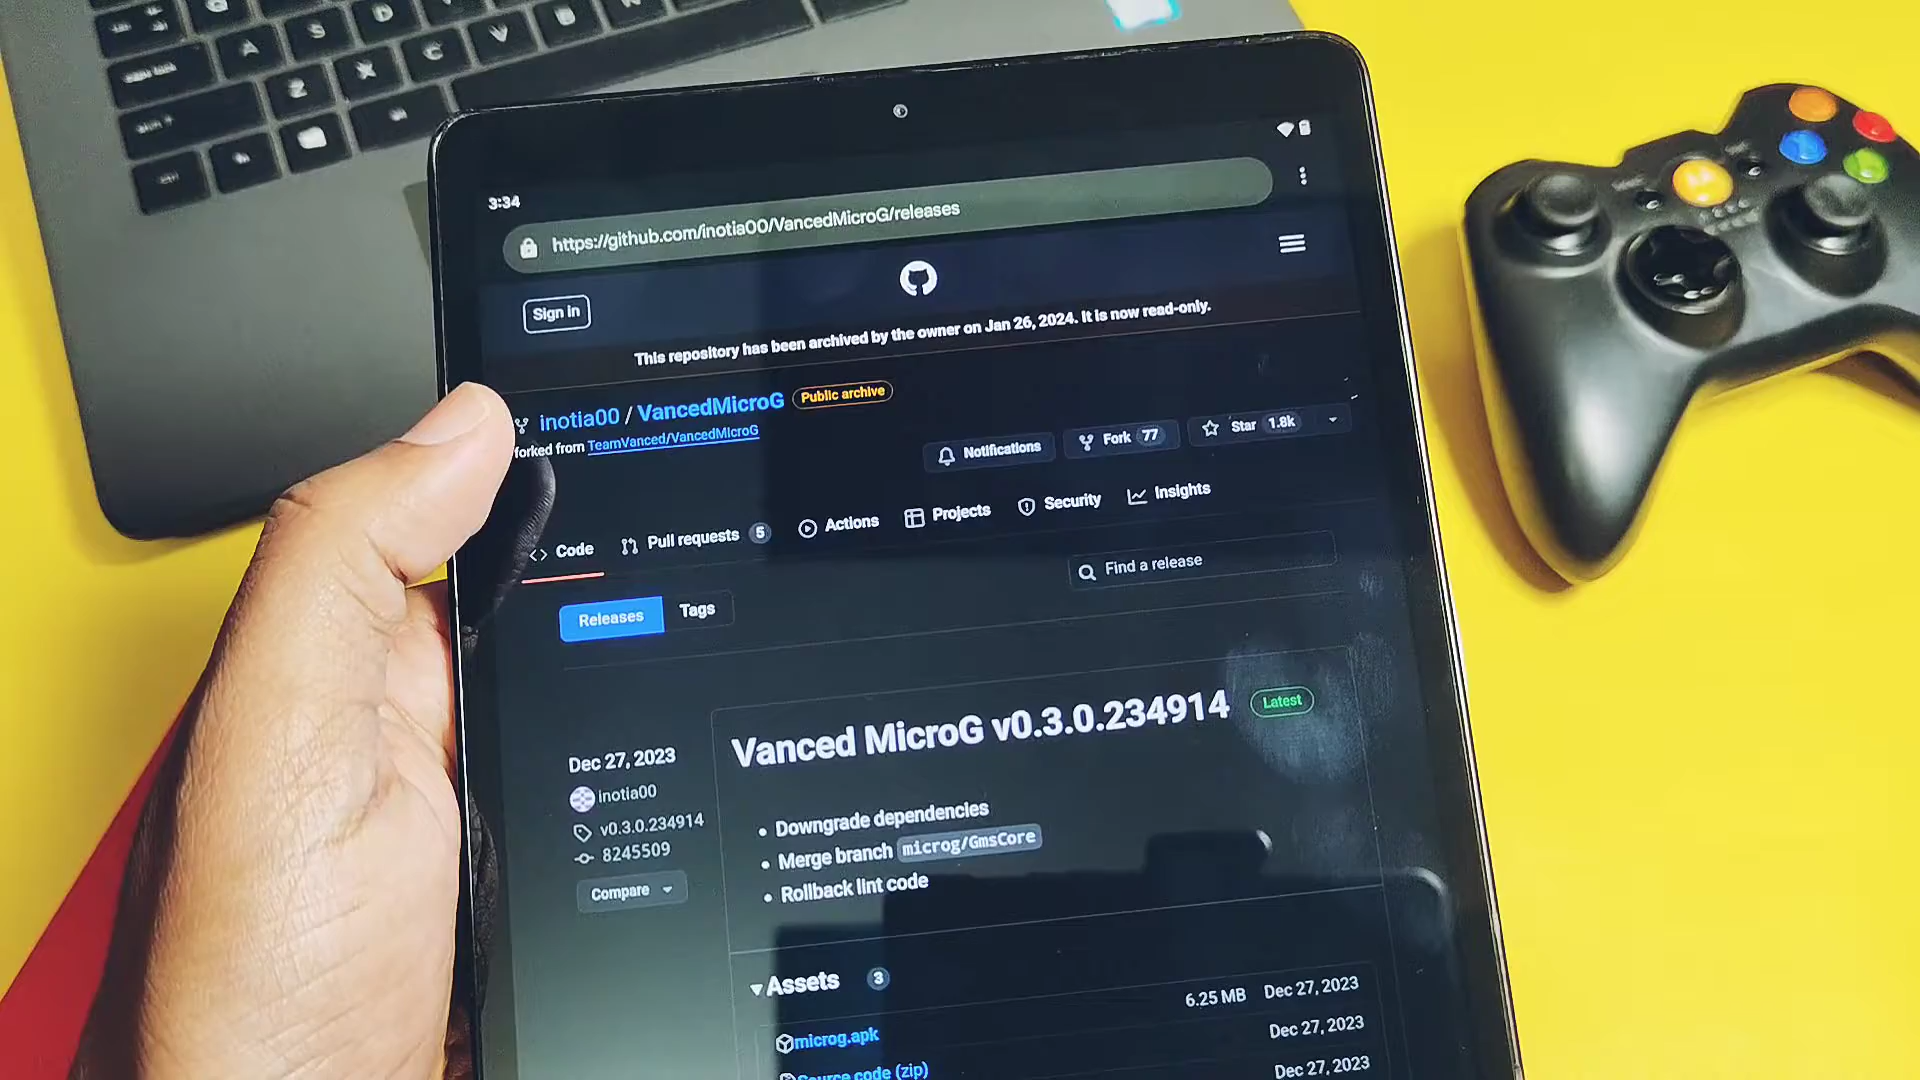 A S D
Z X C V B
3:34
https://github.com/inotia00/VancedMicroG/releases
Sign in
This repository has been archived by the owner on Jan 26, 2024. It is now read-only.
inotia00 / VancedMicroG Public archive
forked from TeamVanced/VancedMicroG
Notifications Fork 77 Star 1.8k
Code Pull requests 5 Actions Projects Security Insights
Find a release
Releases Tags
Vanced MicroG v0.3.0.234914 Latest
Dec 27, 2023
inotia00
v0.3.0.234914
8245509
Compare
• Downgrade dependencies
• Merge branch microg/GmsCore
• Rollback lint code
Assets 3
microg.apk 6.25 MB Dec 27, 2023
Source code (zip) Dec 27, 2023
Dec 27, 2023